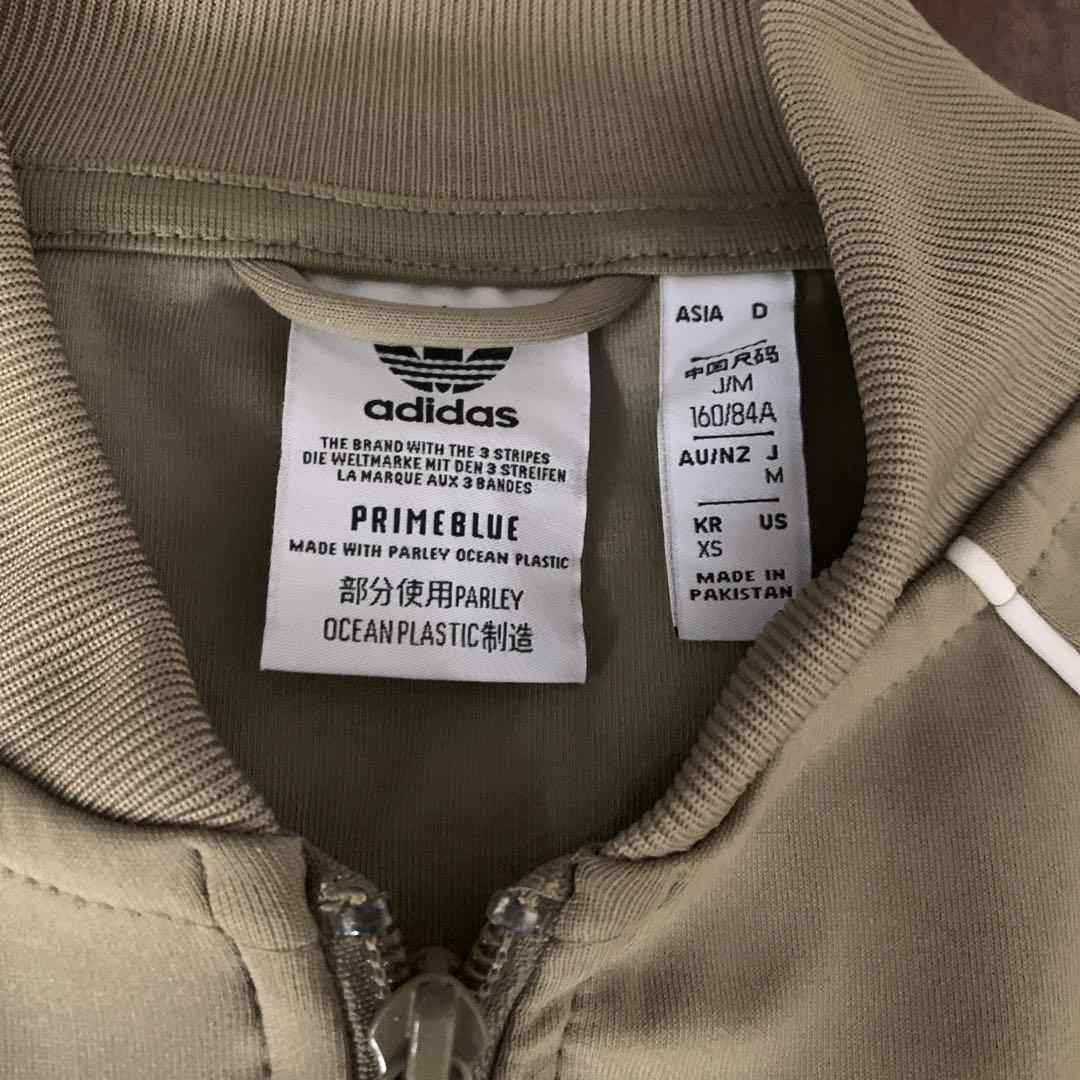 adidas
THE BRAND WITH THE 3 STRIPES
DIE WELTMARKE MIT DEN 3 STREIFEN
LA MARQUE AUX 3 BANDES
PRIMEBLUE
MADE WITH PARLEY OCEAN PLASTIC
部分使用PARLEY
OCEAN PLASTIC制造
ASIA D
中国尺码
J/M
160/84A
AU/NZ J
M
KR US
XS
MADE IN
PAKISTAN